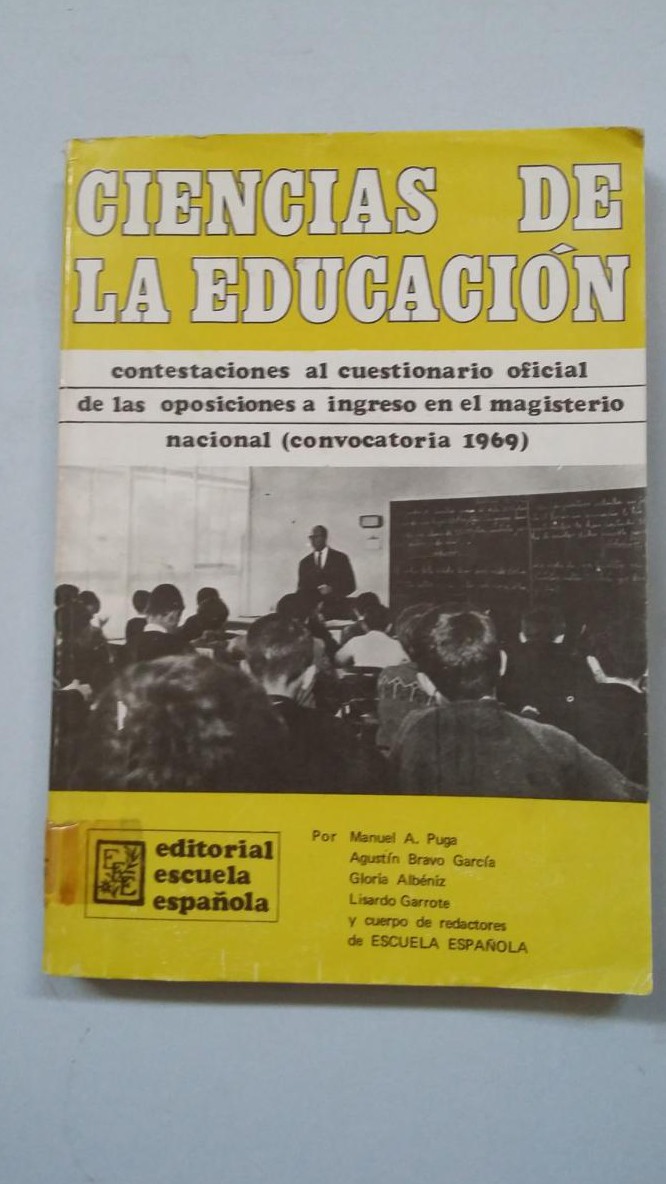 CIENCIAS DE
LA EDUCACIÓN
contestaciones al cuestionario oficial
de las oposiciones a ingreso en el magisterio
nacional (convocatoria 1969)
EEE
editorial
escuela
española
Por Manuel A. Puga
Agustín Bravo García
Gloria Albéniz
Lisardo Garrote
y cuerpo de redactores
de ESCUELA ESPAÑOLA